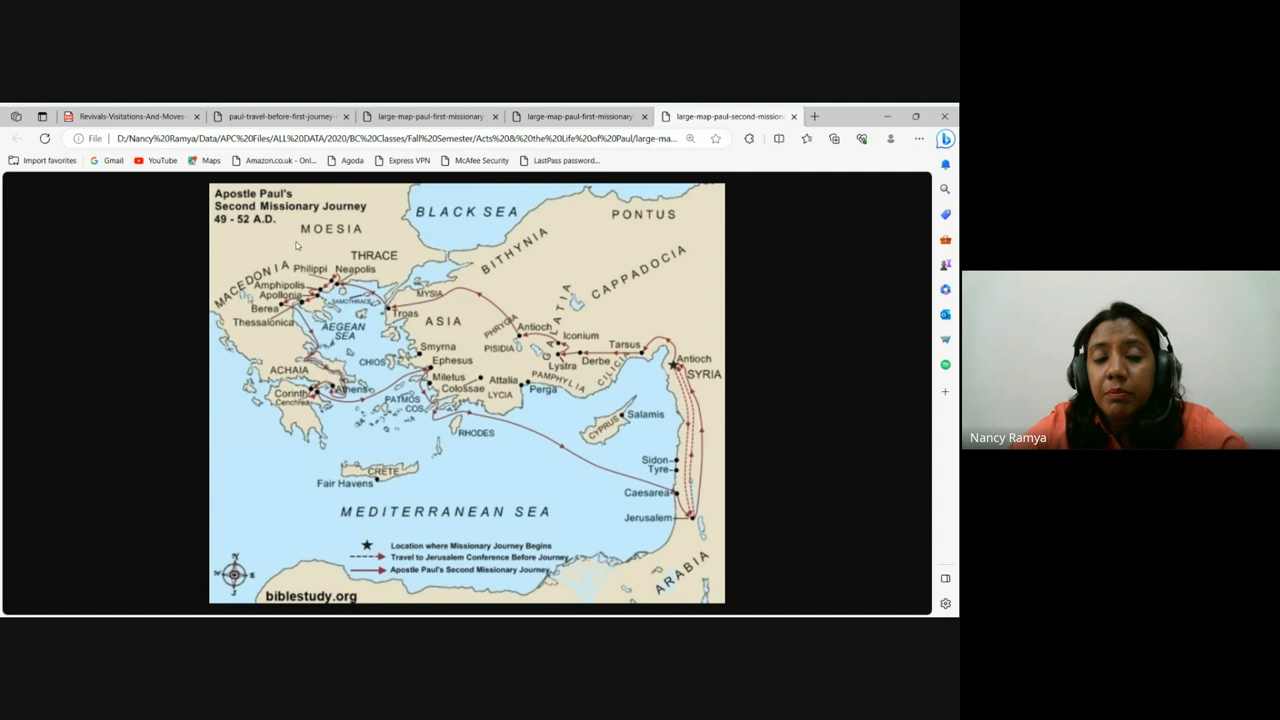 Revivals-Visitations-And-Moves-
paul-travel-before-first-journey-
large-map-paul-first-missionary
large-map-paul-first-missionary
large-map-paul-second-mission
File
D:/Nancy%20Ramya/Data/APC%20Files/ALL%20DATA/2020/BC%20Classes/Fall%20Semester/Acts%20&%20the%20Life%20of%20Paul/large-ma...
Import favorites
Gmail
YouTube
Maps
Amazon.co.uk - Onl...
Agoda
Express VPN
McAfee Security
LastPass password...
Apostle Paul's
Second Missionary Journey
49 - 52 A.D.
BLACK SEA
PONTUS
MOESIA
THRACE
BITHYNIA
CAPPADOCIA
MACEDONIA
Philippi
Neapolis
Amphipolis
Apollonia
SAMOTHRACE
MYSIA
Berea
Troas
Thessalonica
ASIA
GALATIA
AEGEAN
SEA
PHRYGIA
Antioch
Iconium
PISIDIA
Tarsus
Smyrna
CHIOS
Ephesus
Lystra
Derbe
Antioch
SYRIA
CILICIA
ACHAIA
Miletus
Colossae
Attalia
PAMPHYLIA
Athens
Corinth
Cenchrea
PATMOS
LYCIA
Perga
COS
Salamis
CYPRUS
RHODES
CRETE
Sidon
Tyre
Fair Havens
Caesarea
MEDITERRANEAN SEA
Jerusalem
Location where Missionary Journey Begins
Travel to Jerusalem Conference Before Journey
Apostle Paul's Second Missionary Journey
ARABIA
N
W
E
S
biblestudy.org
Nancy Ramya